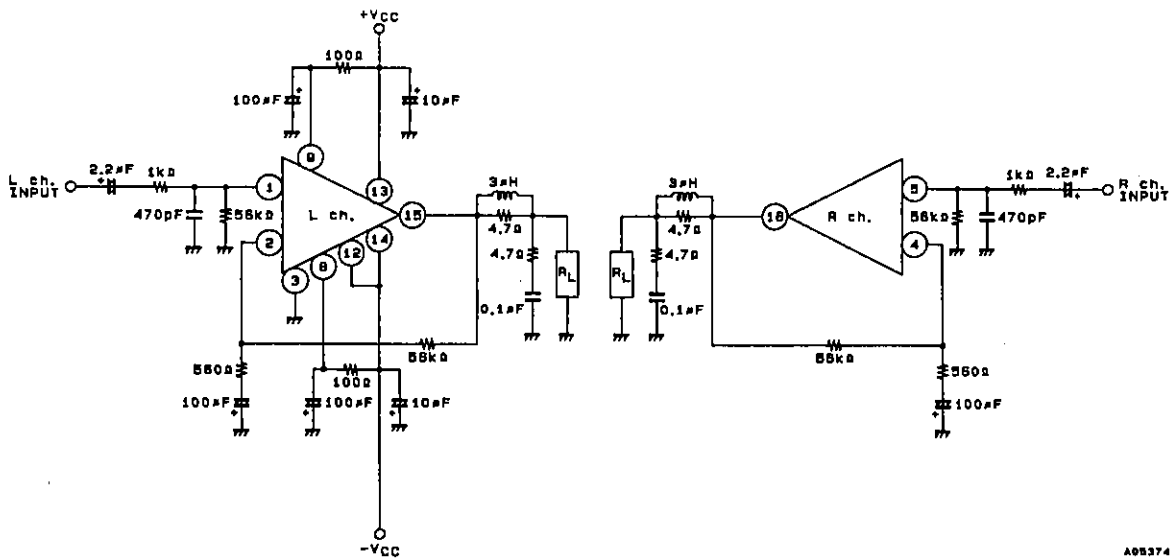 +VCC
100Ω
100μF
+
+
10μF
9
L ch.
INPUT
2.2μF
+
1kΩ
1
13
470pF
56kΩ
L ch.
15
2
14
12
8
3
3μH
4.7Ω
4.7Ω
RL
0.1μF
56kΩ
560Ω
100μF
+
100Ω
100μF
+
10μF
+
-VCC
3μH
4.7Ω
4.7Ω
RL
0.1μF
16
R ch.
5
4
1kΩ
2.2μF
+
R ch.
INPUT
56kΩ
470pF
56kΩ
560Ω
100μF
+
A05374